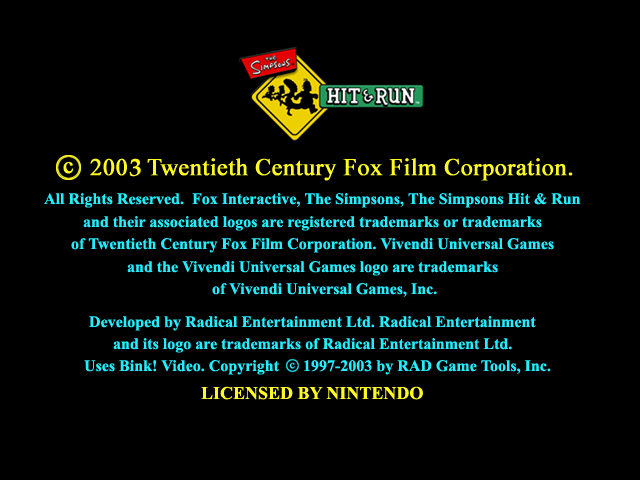 THE
SIMPSONS
HIT & RUN™
© 2003 Twentieth Century Fox Film Corporation.
All Rights Reserved. Fox Interactive, The Simpsons, The Simpsons Hit & Run
and their associated logos are registered trademarks or trademarks
of Twentieth Century Fox Film Corporation. Vivendi Universal Games
and the Vivendi Universal Games logo are trademarks
of Vivendi Universal Games, Inc.
Developed by Radical Entertainment Ltd. Radical Entertainment
and its logo are trademarks of Radical Entertainment Ltd.
Uses Bink! Video. Copyright © 1997-2003 by RAD Game Tools, Inc.
LICENSED BY NINTENDO